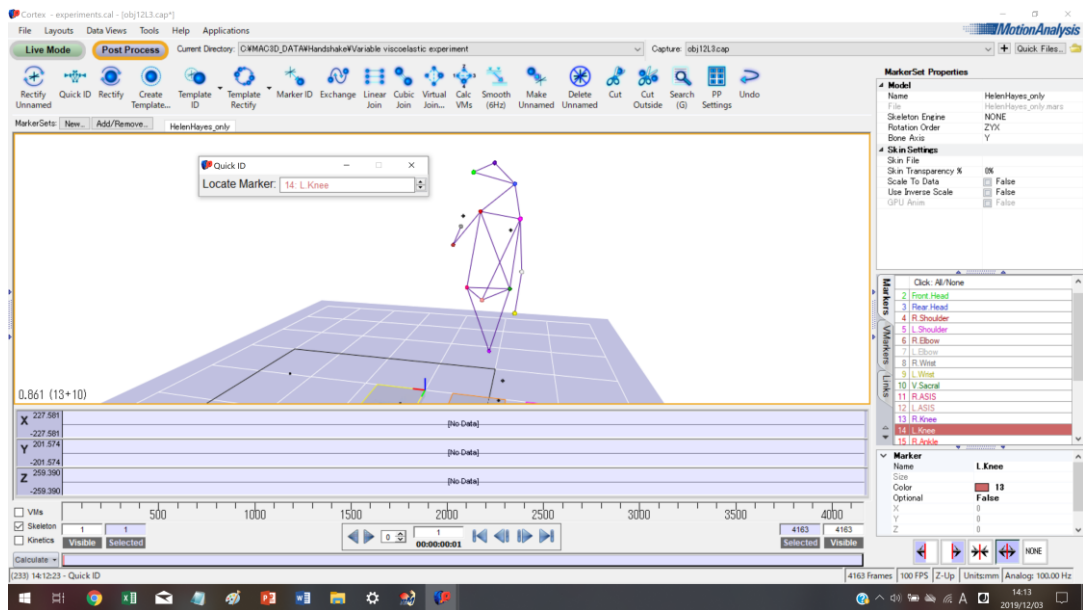 Cortex - experiments.cal - [obj12L3.cap*]
File Layouts Data Views Tools Help Applications
MotionAnalysis
Live Mode Post Process Current Directory: C:¥MAC3D_DATA¥Handshake¥Variable viscoelastic experiment Capture: obj12L3.cap Quick Files...
Rectify Unnamed
Quick ID
Rectify
Create Template...
Template ID
Template Rectify
Marker ID
Exchange
Linear Join
Cubic Join
Virtual Join...
Calc VMs
Smooth (6Hz)
Make Unnamed
Delete Unnamed
Cut
Cut Outside
Search (G)
PP Settings
Undo
MarkerSets: New... Add/Remove... HelenHayes_only
Quick ID
Locate Marker: 14: L.Knee
0.861 (13+10)
X 227.581
-227.581
[No Data]
Y 201.574
-201.574
[No Data]
Z 259.390
-259.390
[No Data]
VMs
Skeleton
Kinetics
500 1000 1500 2000 2500 3000 3500 4000
1 1
Visible Selected
0
1
00:00:00:01
4163 4163
Selected Visible
Calculate
(233) 14:12:23 - Quick ID
MarkerSet Properties
Model
Name HelenHayes_only
File HelenHayes_only.mars
Skeleton Engine NONE
Rotation Order ZYX
Bone Axis Y
Skin Settings
Skin File
Skin Transparency % 0%
Scale To Data False
Use Inverse Scale False
GPU Anim False
Markers
VMarkers
Links
Click: All/None
2 Front.Head
3 Rear.Head
4 R.Shoulder
5 L.Shoulder
6 R.Elbow
7 L.Elbow
8 R.Wrist
9 L.Wrist
10 V.Sacral
11 R.ASIS
12 L.ASIS
13 R.Knee
14 L.Knee
15 R.Ankle
Marker
Name L.Knee
Size
Color 13
Optional False
X 0
Y 0
Z 0
NONE
4163 Frames 100 FPS Z-Up Units:mm Analog: 100.00 Hz
A
14:13
2019/12/03